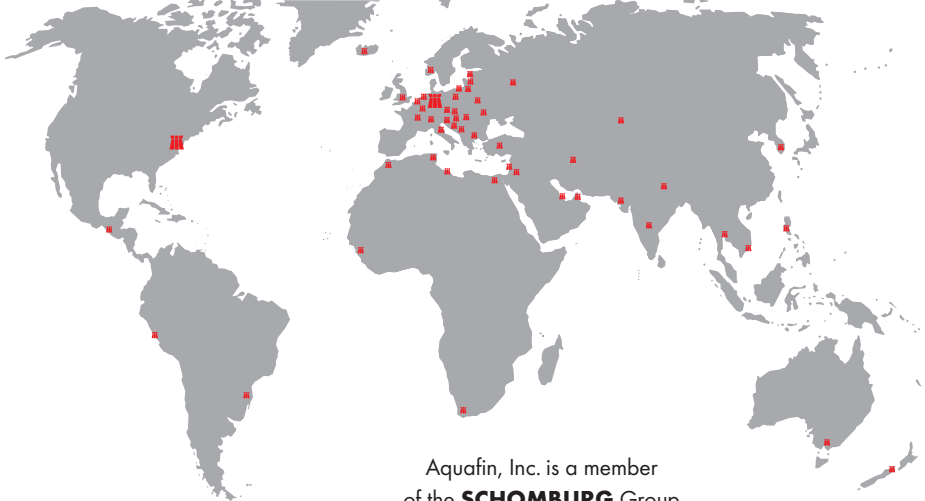 Aquafin, Inc. is a member
of the SCHOMBURG Group